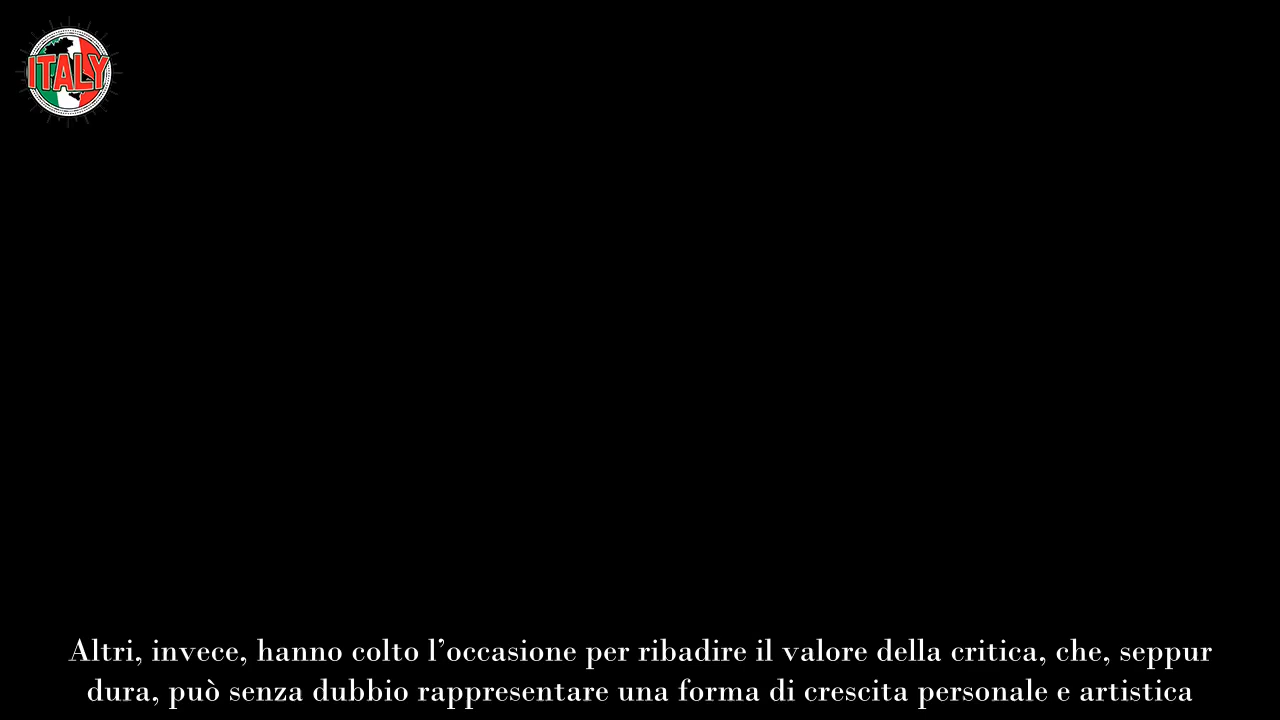 ITALY
Altri, invece, hanno colto l’occasione per ribadire il valore della critica, che, seppur
dura, può senza dubbio rappresentare una forma di crescita personale e artistica